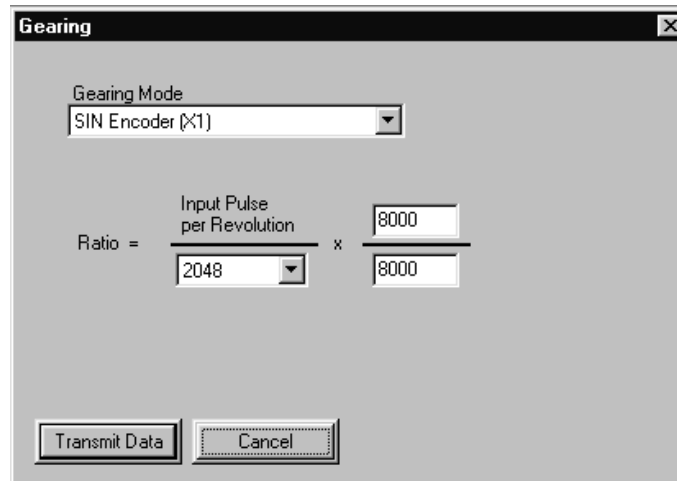 Gearing
Gearing Mode
SIN Encoder (X1)
Input Pulse
per Revolution
8000
Ratio =
x
2048
8000
Transmit Data
Cancel